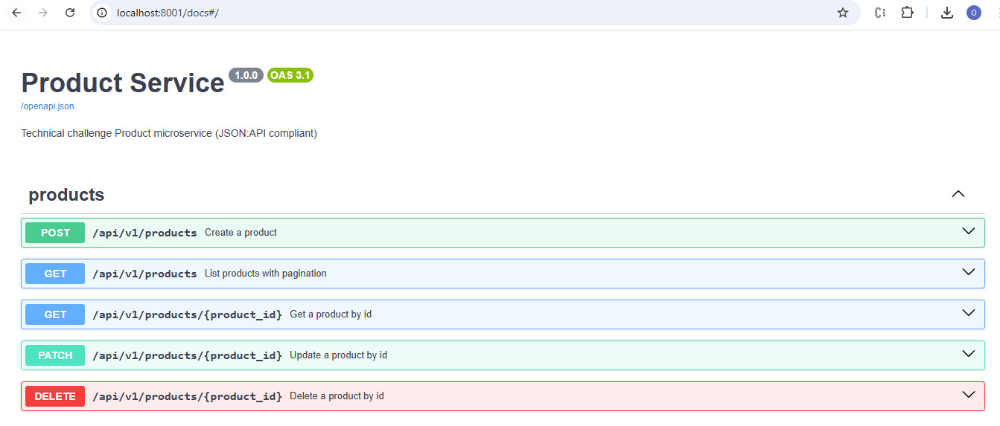 localhost:8001/docs#/
O
Product Service 1.0.0 OAS 3.1
/openapi.json
Technical challenge Product microservice (JSON:API compliant)
products
POST /api/v1/products Create a product
GET /api/v1/products List products with pagination
GET /api/v1/products/{product_id} Get a product by id
PATCH /api/v1/products/{product_id} Update a product by id
DELETE /api/v1/products/{product_id} Delete a product by id